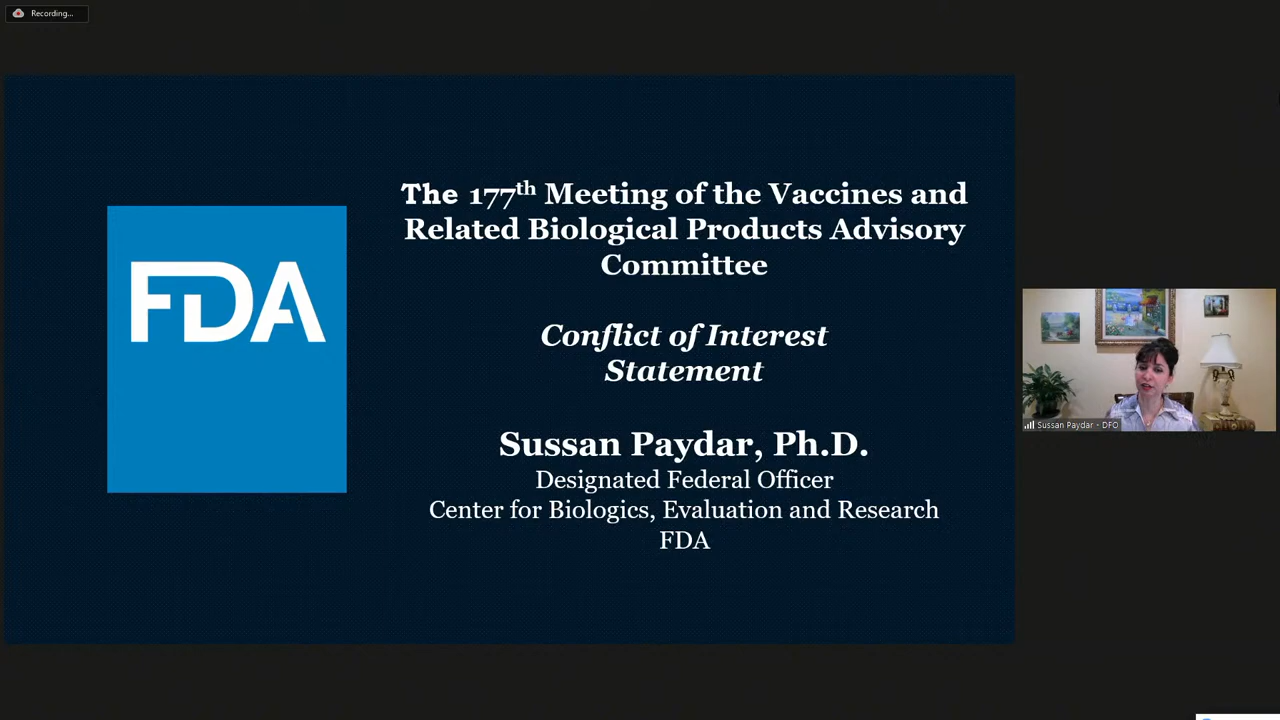 Recording...
The 177th Meeting of the Vaccines and
Related Biological Products Advisory
Committee
Conflict of Interest
Statement
Sussan Paydar, Ph.D.
Designated Federal Officer
Center for Biologics, Evaluation and Research
FDA
FDA
Sussan Paydar - DFO